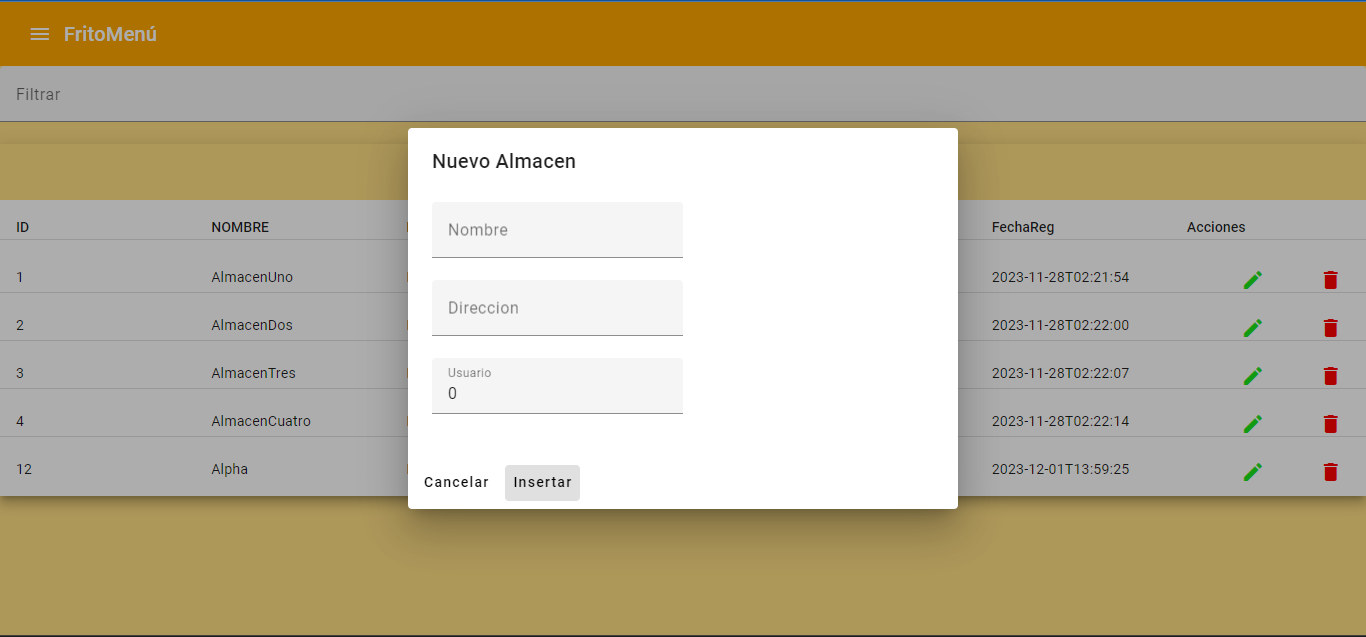 FritoMenú
Filtrar
Nuevo Almacen
Nombre
Direccion
Usuario
0
Cancelar Insertar
ID NOMBRE FechaReg Acciones
1 AlmacenUno 2023-11-28T02:21:54
2 AlmacenDos 2023-11-28T02:22:00
3 AlmacenTres 2023-11-28T02:22:07
4 AlmacenCuatro 2023-11-28T02:22:14
12 Alpha 2023-12-01T13:59:25